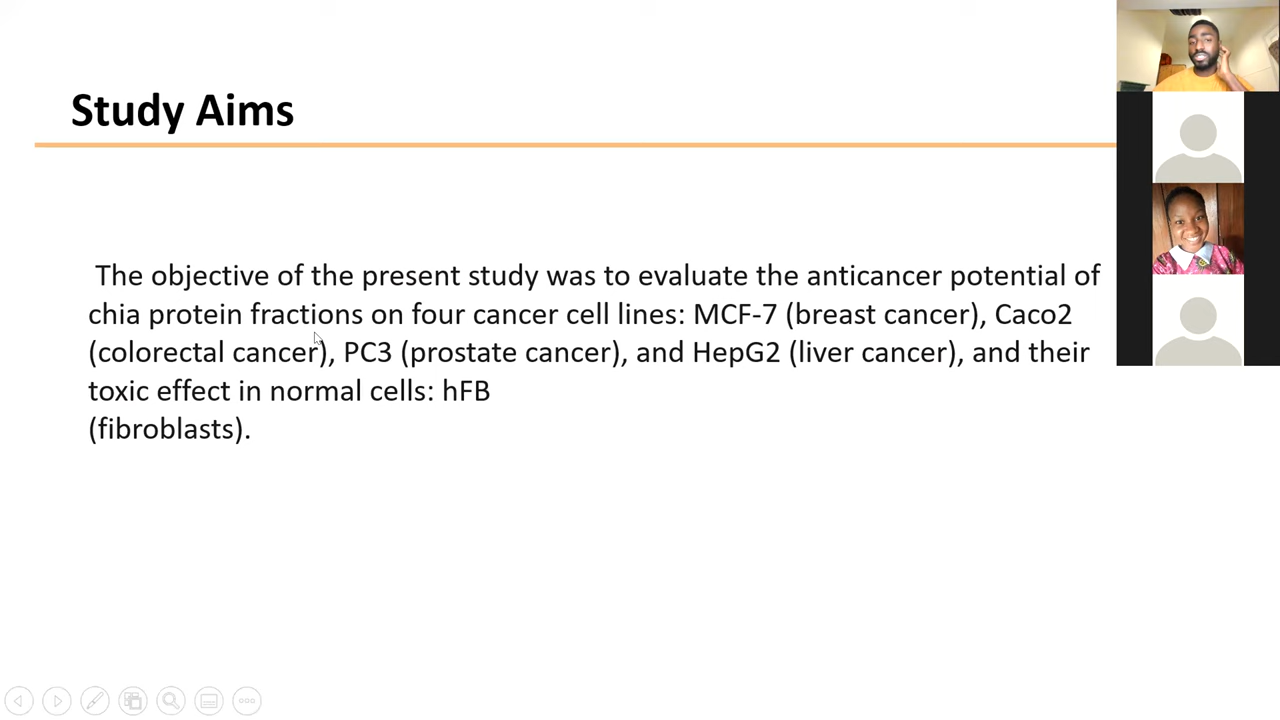 Study Aims
The objective of the present study was to evaluate the anticancer potential of
chia protein fractions on four cancer cell lines: MCF-7 (breast cancer), Caco2
(colorectal cancer), PC3 (prostate cancer), and HepG2 (liver cancer), and their
toxic effect in normal cells: hFB
(fibroblasts).